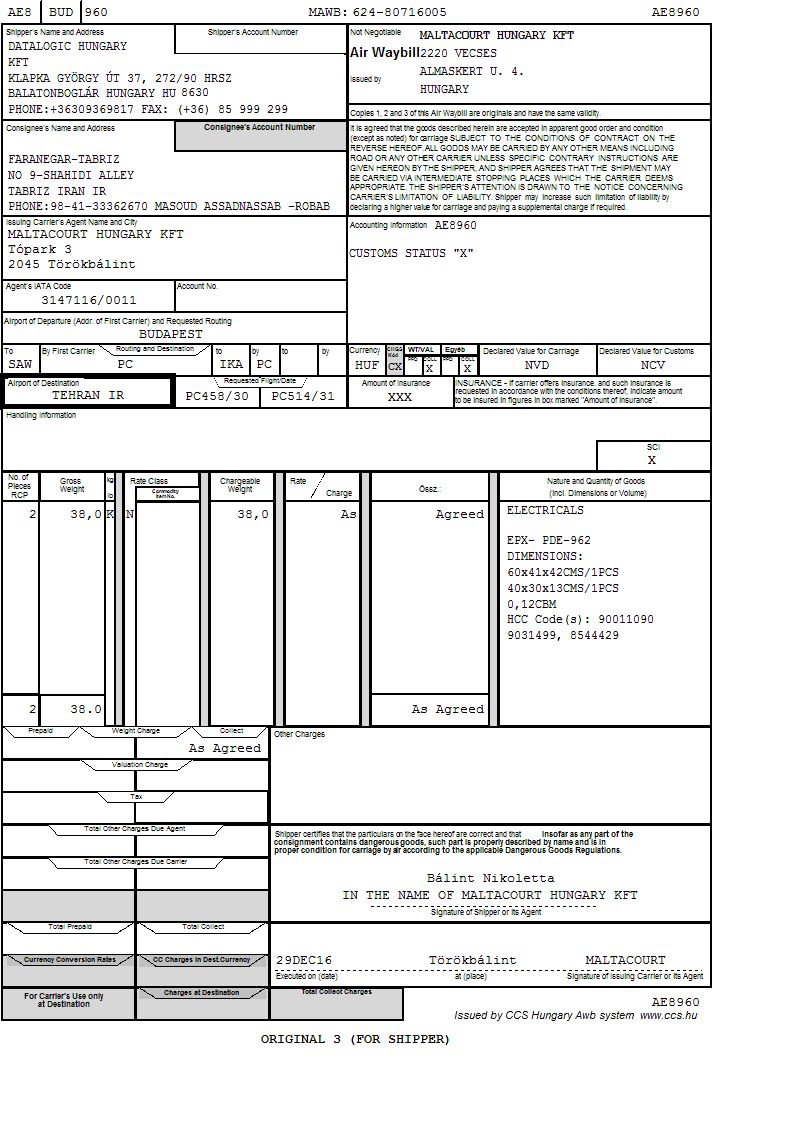 AE8 BUD 960 MAWB: 624-80716005 AE8960
Shipper's Name and Address
Shipper's Account Number
DATALOGIC HUNGARY
KFT
KLAPKA GYÖRGY ÚT 37, 272/90 HRSZ
BALATONBOGLÁR HUNGARY HU 8630
PHONE:+36309369817 FAX: (+36) 85 999 299
Not Negotiable
Air Waybill
Issued by
MALTACOURT HUNGARY KFT
2220 VECSES
ALMASKERT U. 4.
HUNGARY
Copies 1, 2 and 3 of this Air Waybill are originals and have the same validity.
Consignee's Name and Address
Consignee's Account Number
FARANEGAR-TABRIZ
NO 9-SHAHIDI ALLEY
TABRIZ IRAN IR
PHONE:98-41-33362670 MASOUD ASSADNASSAB -ROBAB
It is agreed that the goods described herein are accepted in apparent good order and condition
(except as noted) for carriage SUBJECT TO THE CONDITIONS OF CONTRACT ON THE
REVERSE HEREOF. ALL GOODS MAY BE CARRIED BY ANY OTHER MEANS INCLUDING
ROAD OR ANY OTHER CARRIER UNLESS SPECIFIC CONTRARY INSTRUCTIONS ARE
GIVEN HEREON BY THE SHIPPER, AND SHIPPER AGREES THAT THE SHIPMENT MAY
BE CARRIED VIA INTERMEDIATE STOPPING PLACES WHICH THE CARRIER DEEMS
APPROPRIATE. THE SHIPPER'S ATTENTION IS DRAWN TO THE NOTICE CONCERNING
CARRIER'S LIMITATION OF LIABILITY. Shipper may increase such limitation of liability by
declaring a higher value for carriage and paying a supplemental charge if required.
Issuing Carrier's Agent Name and City
MALTACOURT HUNGARY KFT
Tópark 3
2045 Törökbálint
Accounting Information AE8960
CUSTOMS STATUS "X"
Agent's IATA Code
3147116/0011
Account No.
Airport of Departure (Addr. of First Carrier) and Requested Routing
BUDAPEST
To By First Carrier Routing and Destination to by to by
SAW PC IKA PC
Currency CHGS Kód WT/VAL Egyéb Declared Value for Carriage Declared Value for Customs
PPD COLL PPD COLL
HUF CX X X NVD NCV
Airport of Destination
TEHRAN IR
Requested Flight/Date
PC458/30 PC514/31
Amount of Insurance
XXX
INSURANCE - If carrier offers insurance, and such insurance is
requested in accordance with the conditions thereof, indicate amount
to be insured in figures in box marked "Amount of Insurance".
Handling Information
SCI
X
No. of Pieces RCP
Gross Weight
kg lb
Rate Class
Commodity Item No.
Chargeable Weight
Rate / Charge
Össz.:
Nature and Quantity of Goods
(Incl. Dimensions or Volume)
2 38,0 K N 38,0 As Agreed
ELECTRICALS
EPX- PDE-962
DIMENSIONS:
60x41x42CMS/1PCS
40x30x13CMS/1PCS
0,12CBM
HCC Code(s): 90011090
9031499, 8544429
2 38.0 As Agreed
Prepaid Weight Charge Collect
As Agreed
Other Charges
Valuation Charge
Tax
Total Other Charges Due Agent
Total Other Charges Due Carrier
Shipper certifies that the particulars on the face hereof are correct and that insofar as any part of the
consignment contains dangerous goods, such part is properly described by name and is in
proper condition for carriage by air according to the applicable Dangerous Goods Regulations.
Bálint Nikoletta
IN THE NAME OF MALTACOURT HUNGARY KFT
Signature of Shipper or its Agent
Total Prepaid Total Collect
Currency Conversion Rates CC Charges in Dest.Currency
29DEC16 Törökbálint MALTACOURT
Executed on (date) at (place) Signature of Issuing Carrier or its Agent
For Carrier's Use only
at Destination
Charges at Destination
Total Collect Charges
AE8960
Issued by CCS Hungary Awb system www.ccs.hu
ORIGINAL 3 (FOR SHIPPER)